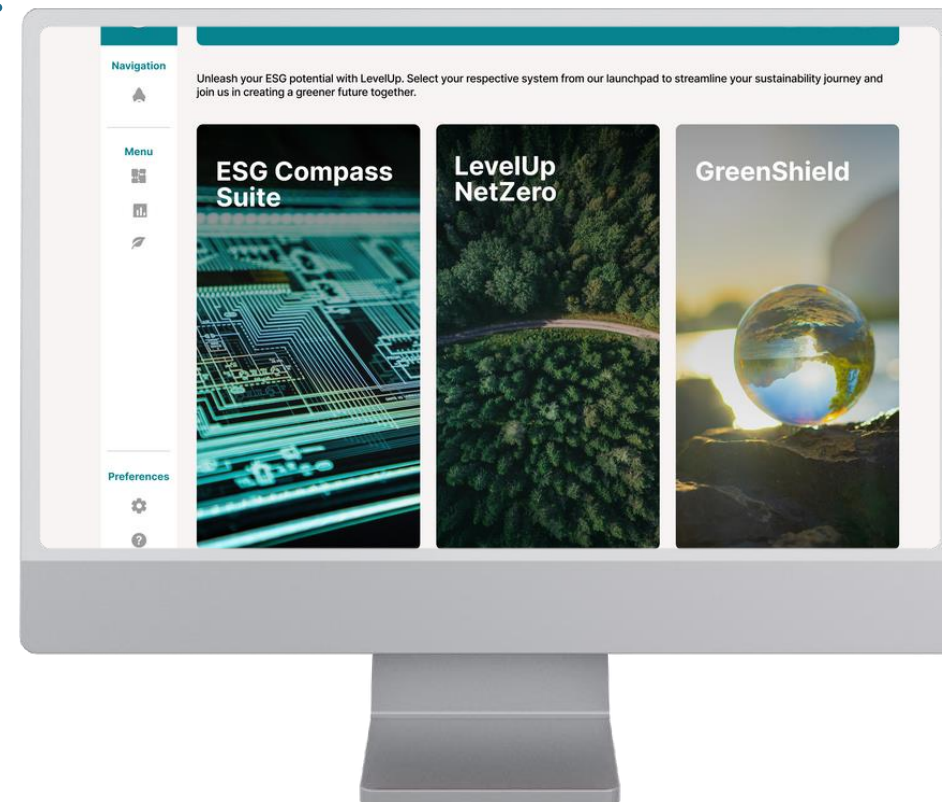 Navigation
Unleash your ESG potential with LevelUp. Select your respective system from our launchpad to streamline your sustainability journey and
join us in creating a greener future together.
Menu
ESG Compass
Suite
LevelUp
NetZero
GreenShield
Preferences
?